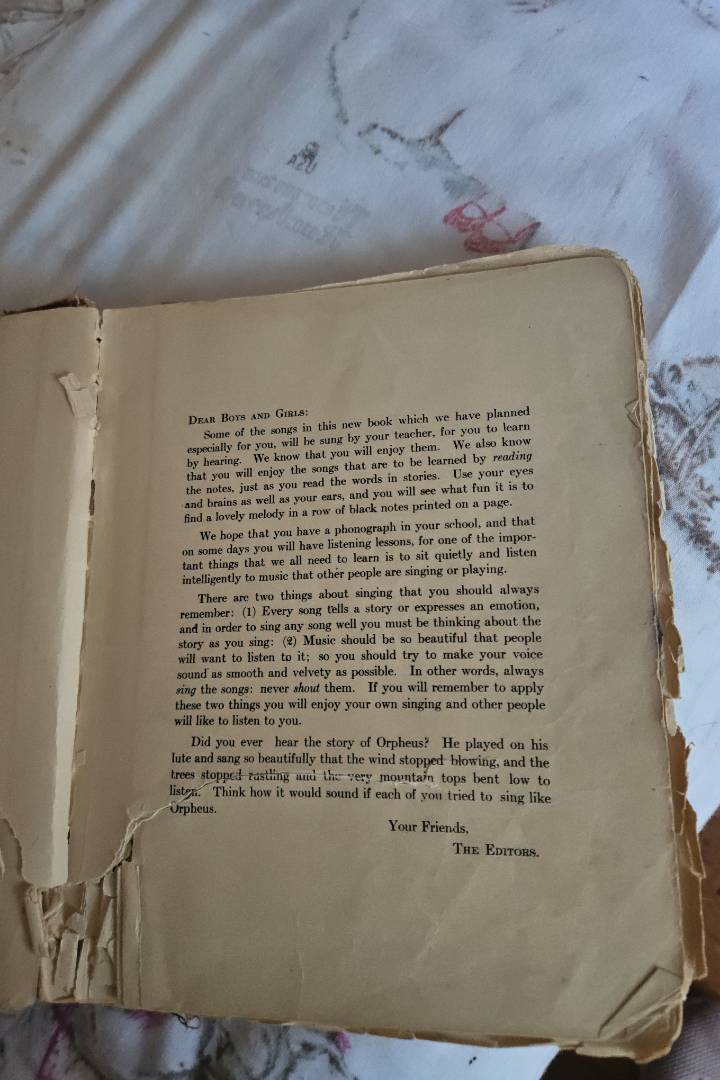 DEAR BOYS AND GIRLS:
Some of the songs in this new book which we have planned
especially for you, will be sung by your teacher, for you to learn
by hearing. We know that you will enjoy them. We also know
that you will enjoy the songs that are to be learned by reading
the notes, just as you read the words in stories. Use your eyes
and brains as well as your ears, and you will see what fun it is to
find a lovely melody in a row of black notes printed on a page.
We hope that you have a phonograph in your school, and that
on some days you will have listening lessons, for one of the impor-
tant things that we all need to learn is to sit quietly and listen
intelligently to music that other people are singing or playing.
There are two things about singing that you should always
remember: (1) Every song tells a story or expresses an emotion,
and in order to sing any song well you must be thinking about the
story as you sing: (2) Music should be so beautiful that people
will want to listen to it; so you should try to make your voice
sound as smooth and velvety as possible. In other words, always
sing the songs: never shout them. If you will remember to apply
these two things you will enjoy your own singing and other people
will like to listen to you.
Did you ever hear the story of Orpheus? He played on his
lute and sang so beautifully that the wind stopped blowing, and the
trees stopped rustling and the very mountain tops bent low to
listen. Think how it would sound if each of you tried to sing like
Orpheus.
Your Friends,
THE EDITORS.